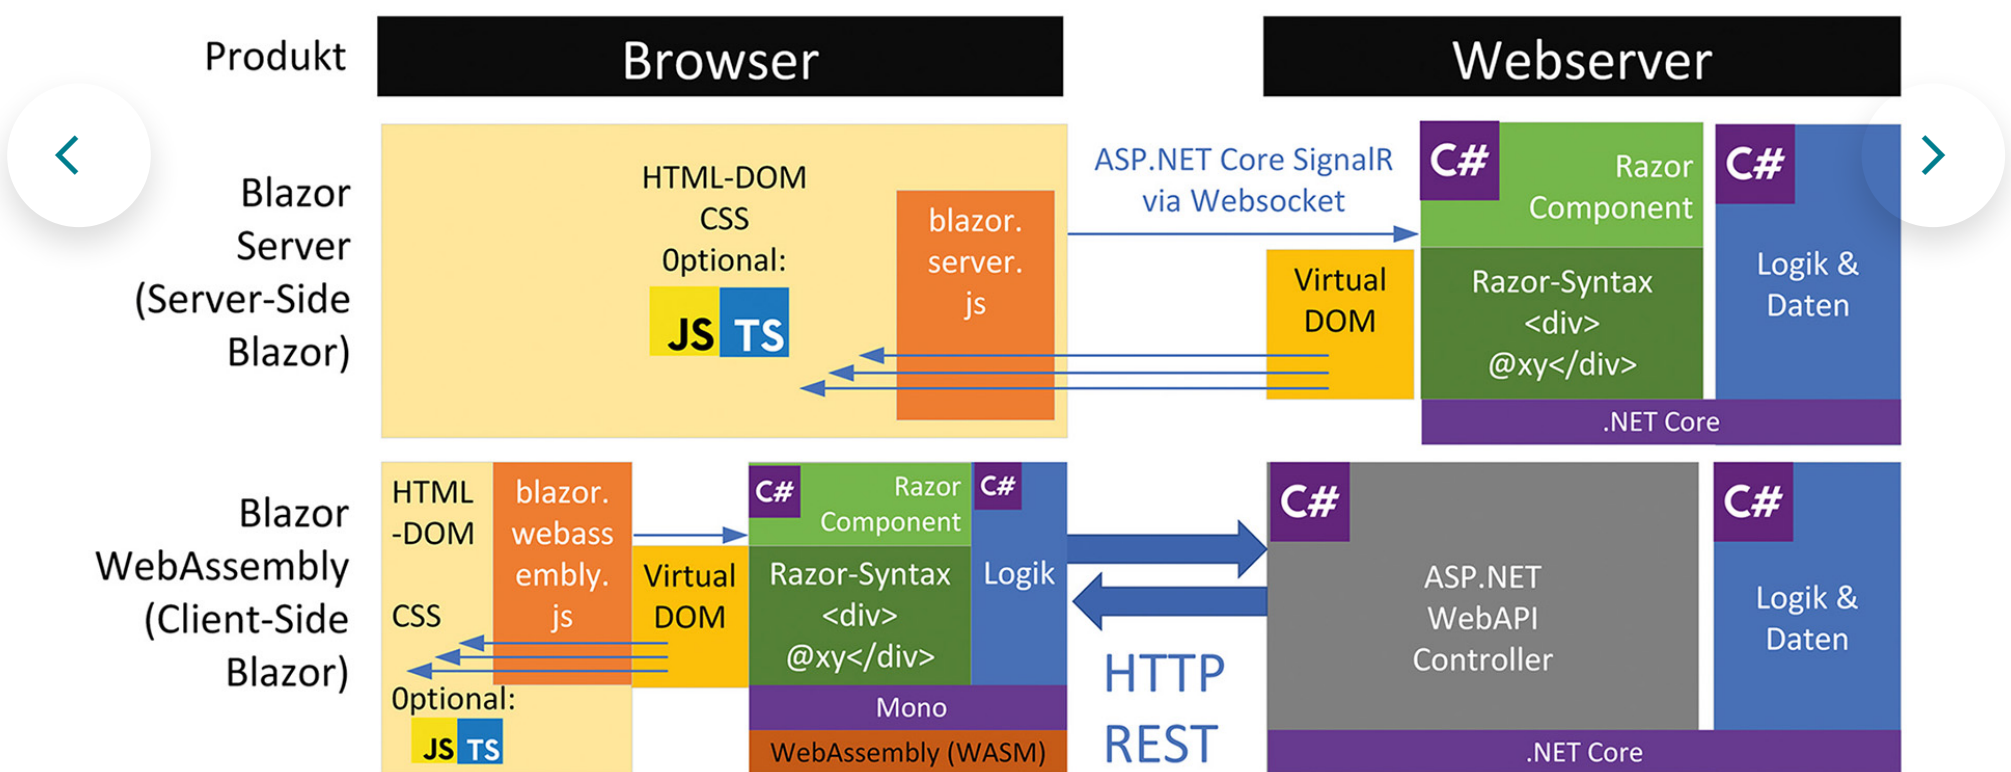 Produkt
Browser
Webserver
Blazor
Server
(Server-Side
Blazor)
HTML-DOM
CSS
Optional:
JS TS
blazor.
server.
js
ASP.NET Core SignalR
via Websocket
Virtual
DOM
C#
Razor
Component
Razor-Syntax
<div>
@xy</div>
C#
Logik &
Daten
.NET Core
Blazor
WebAssembly
(Client-Side
Blazor)
HTML
-DOM
CSS
Optional:
JS TS
blazor.
webass
embly.
js
Virtual
DOM
C#
Razor
Component
Razor-Syntax
<div>
@xy</div>
C#
Logik
Mono
WebAssembly (WASM)
HTTP
REST
C#
ASP.NET
WebAPI
Controller
C#
Logik &
Daten
.NET Core